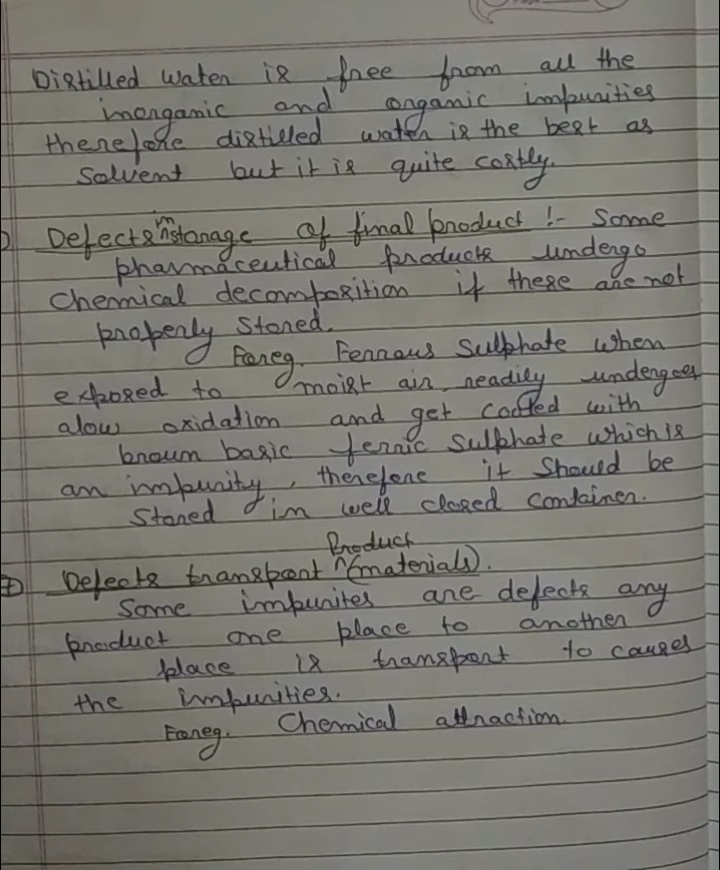 Distilled water is free from all the
inorganic and organic impurities
therefore distilled water is the best as
Solvent but it is quite costly.
Defects in storage of final product :- Some
pharmaceutical products undergo
Chemical decomposition if these are not
properly Stored.
Foreg. Ferrous Sulphate when
exposed to moist air readily undergoes
alow oxidation and get coated with
brown basic ferric Sulphate which is
an impurity, therefore it Should be
Stored in well closed Container.
7) Defects transport Product (materials).
Some impurites are defects any
product one place to another
place is transport to causes
the impurities.
Foreg. Chemical attraction.